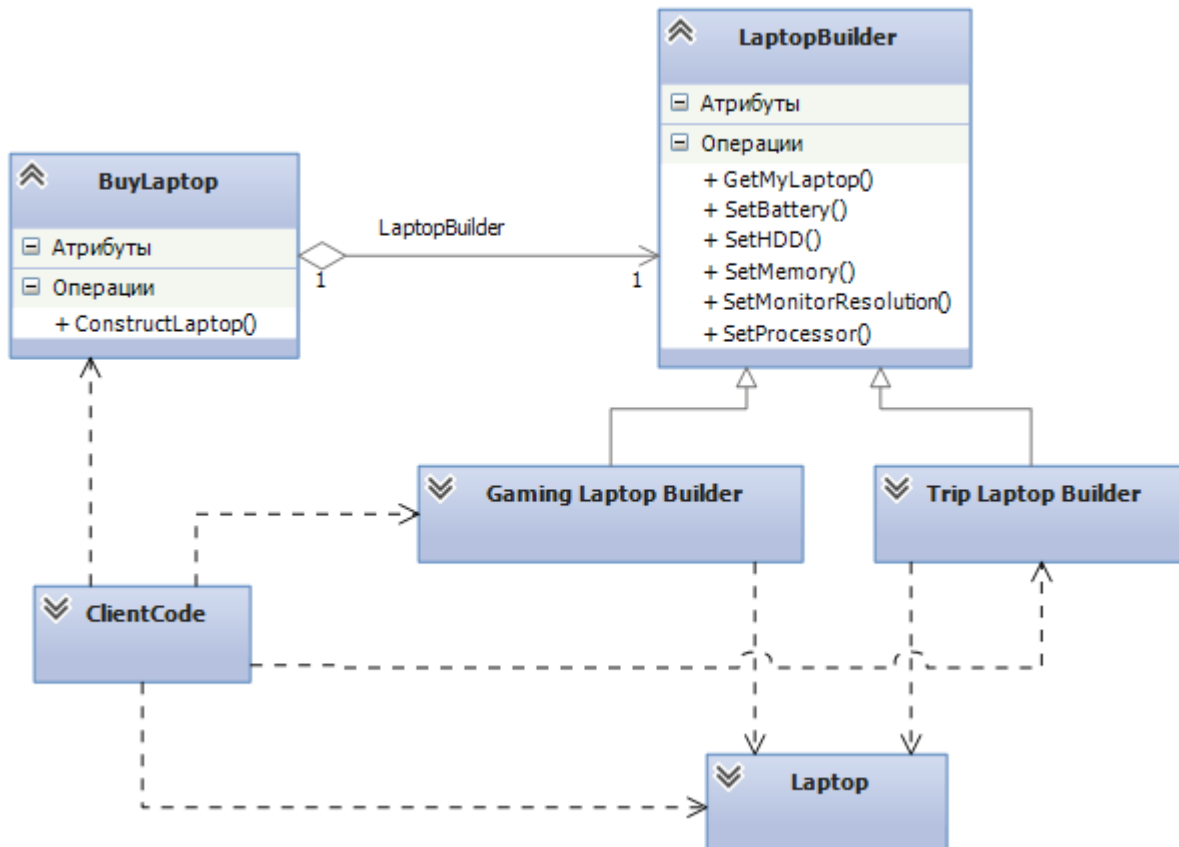 LaptopBuilder
Атрибуты
Операции
+ GetMyLaptop()
+ SetBattery()
+ SetHDD()
+ SetMemory()
+ SetMonitorResolution()
+ SetProcessor()
BuyLaptop
Атрибуты
Операции
+ ConstructLaptop()
LaptopBuilder
1
1
Gaming Laptop Builder
Trip Laptop Builder
ClientCode
Laptop